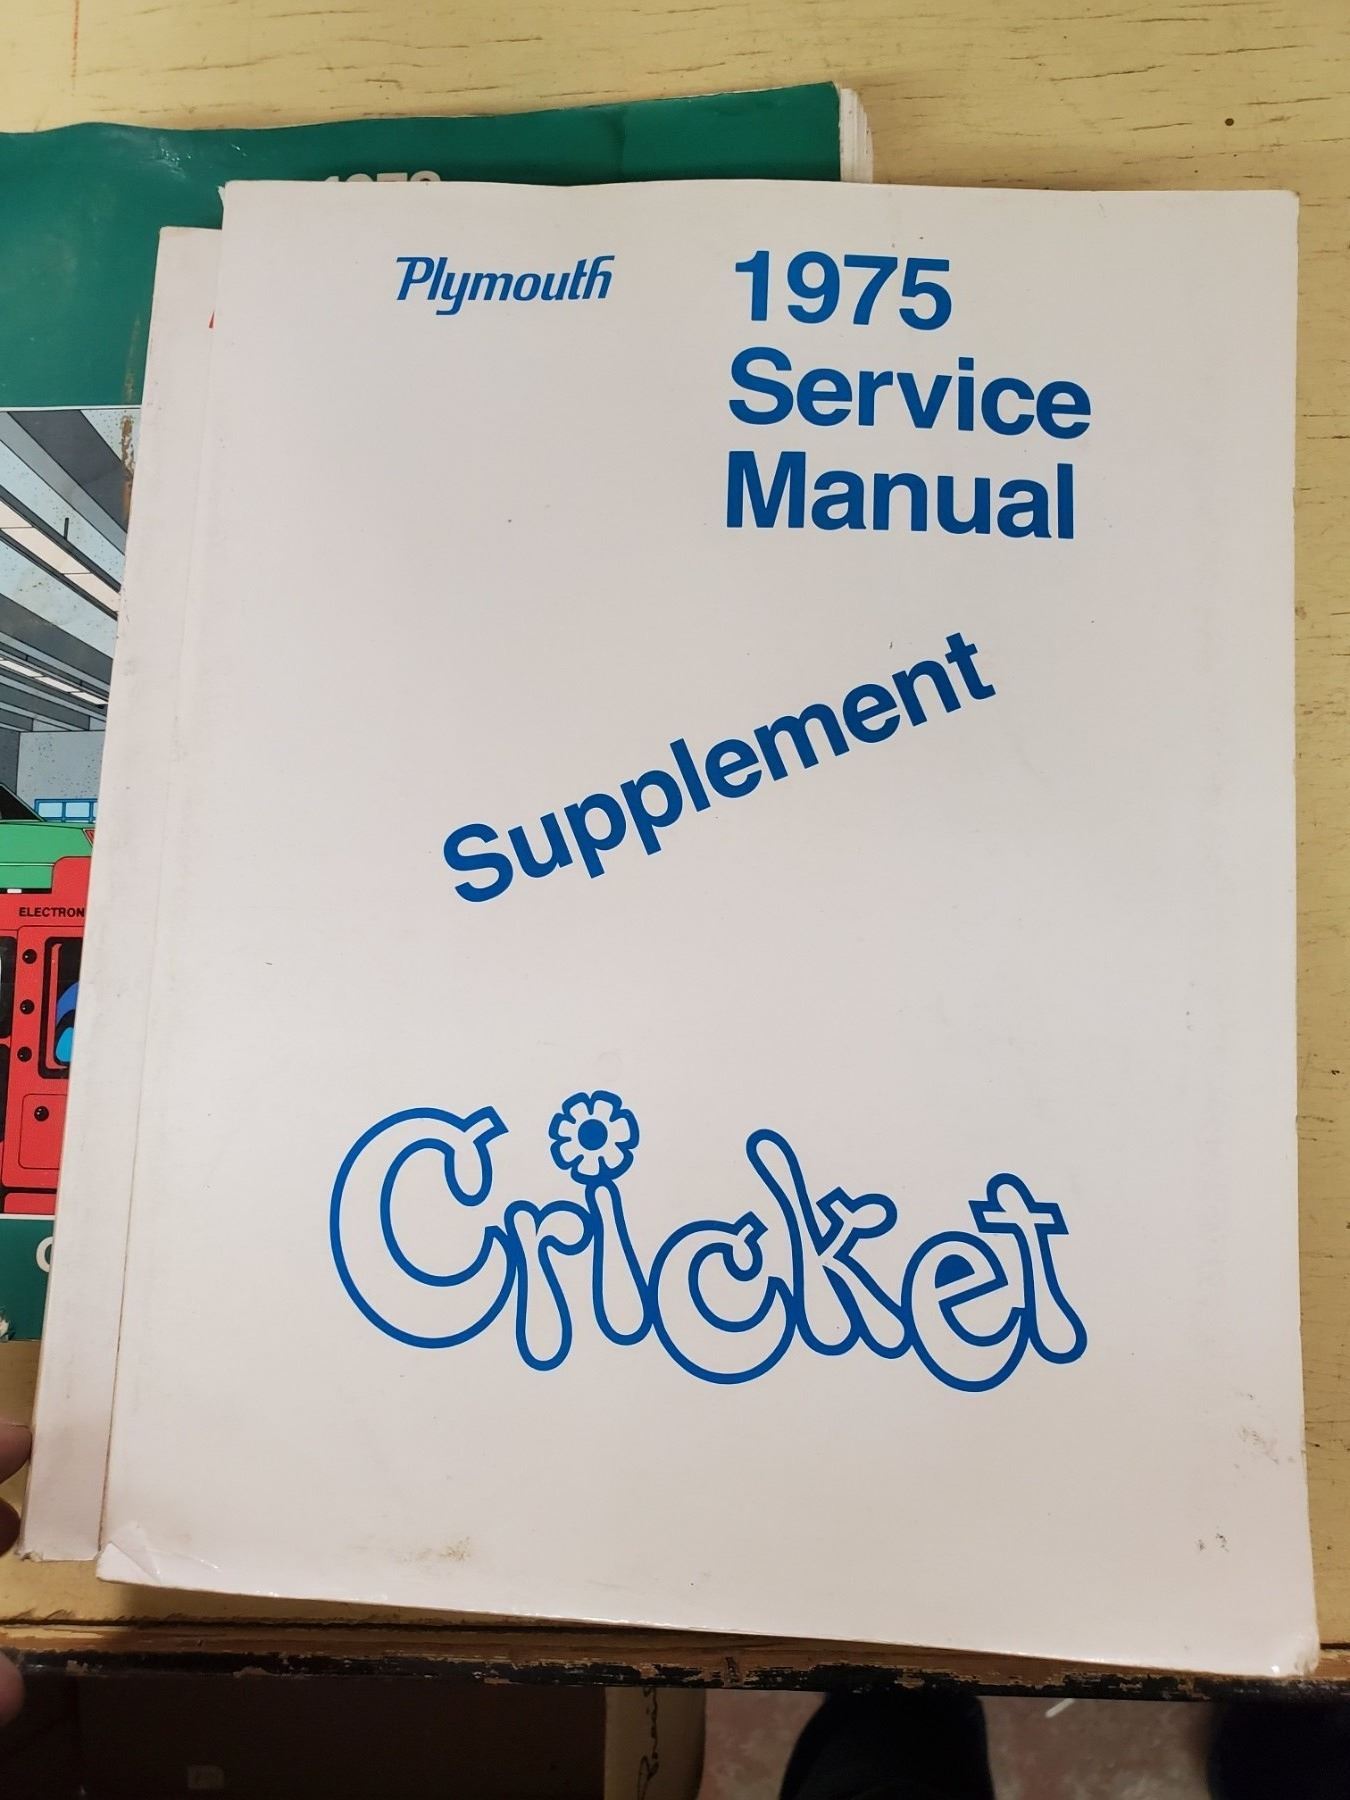 Plymouth
1975
Service
Manual
Supplement
Cricket
ELECTRON